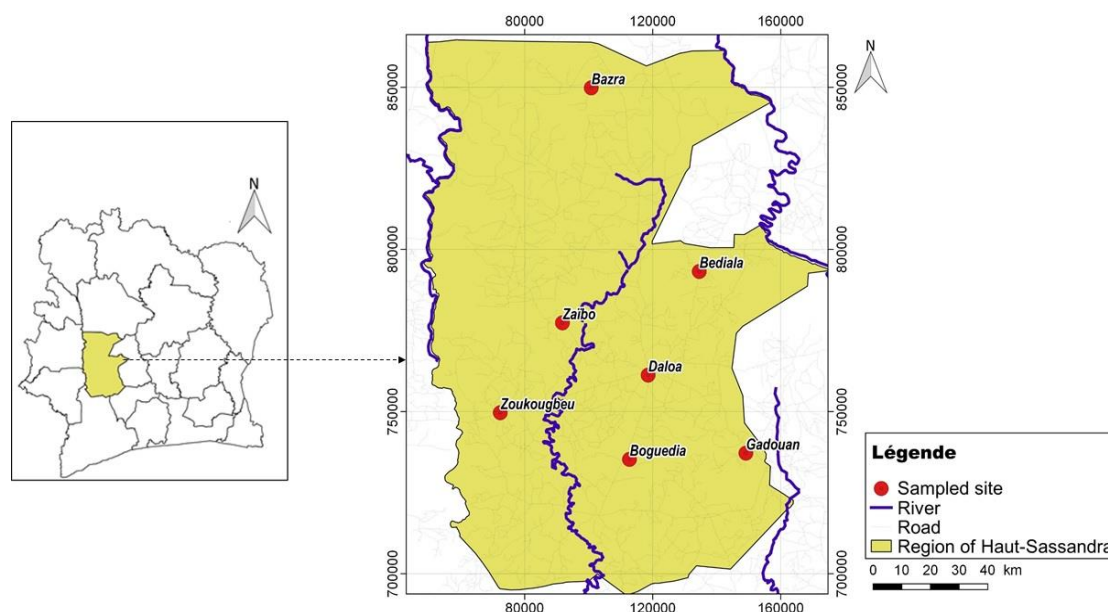 N
80000 120000 160000
N
850000 850000
Bazra
800000 800000
Bediala
Zaïbo
Daloa
750000 750000
Zoukougbeu
Boguedia
Gadouan
700000 700000
80000 120000 160000
Légende
Sampled site
River
Road
Region of Haut-Sassandra
0 10 20 30 40 km